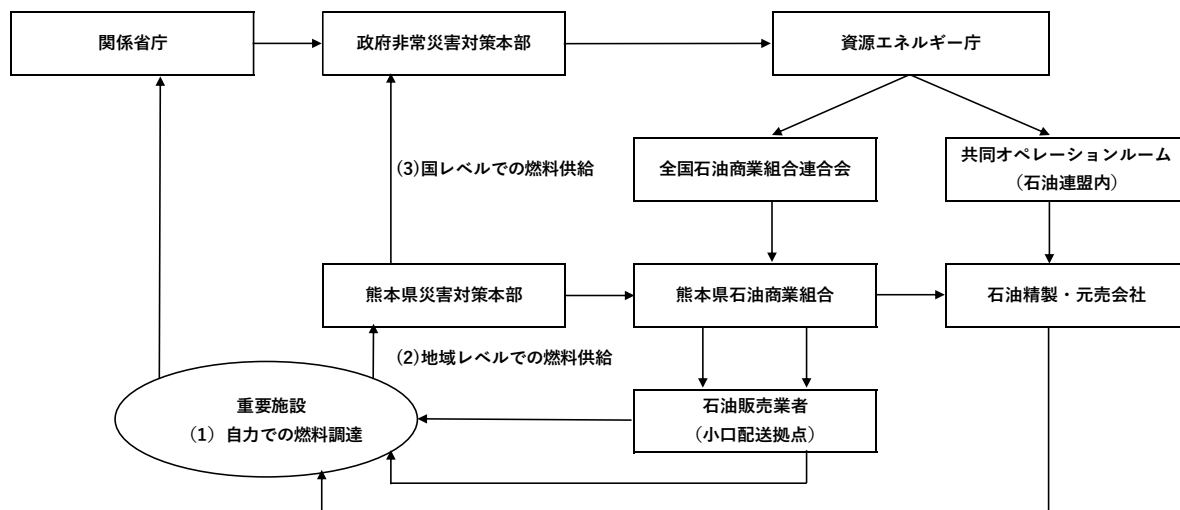 関係省庁
政府非常災害対策本部
資源エネルギー庁
(3)国レベルでの燃料供給
全国石油商業組合連合会
共同オペレーションルーム
(石油連盟内)
熊本県災害対策本部
熊本県石油商業組合
石油精製・元売会社
(2)地域レベルでの燃料供給
重要施設
(1) 自力での燃料調達
石油販売業者
(小口配送拠点)